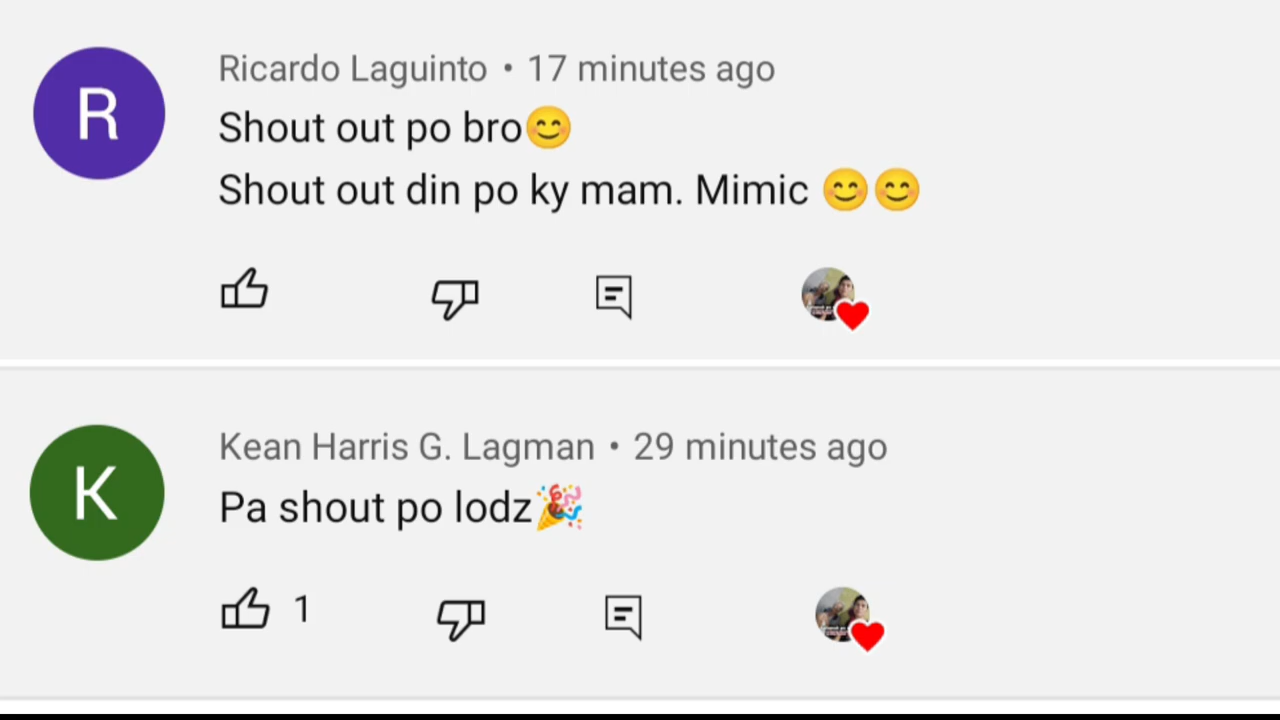 R
Ricardo Laguinto • 17 minutes ago
Shout out po bro😊
Shout out din po ky mam. Mimic 😊😊
K
Kean Harris G. Lagman • 29 minutes ago
Pa shout po lodz🎉
1